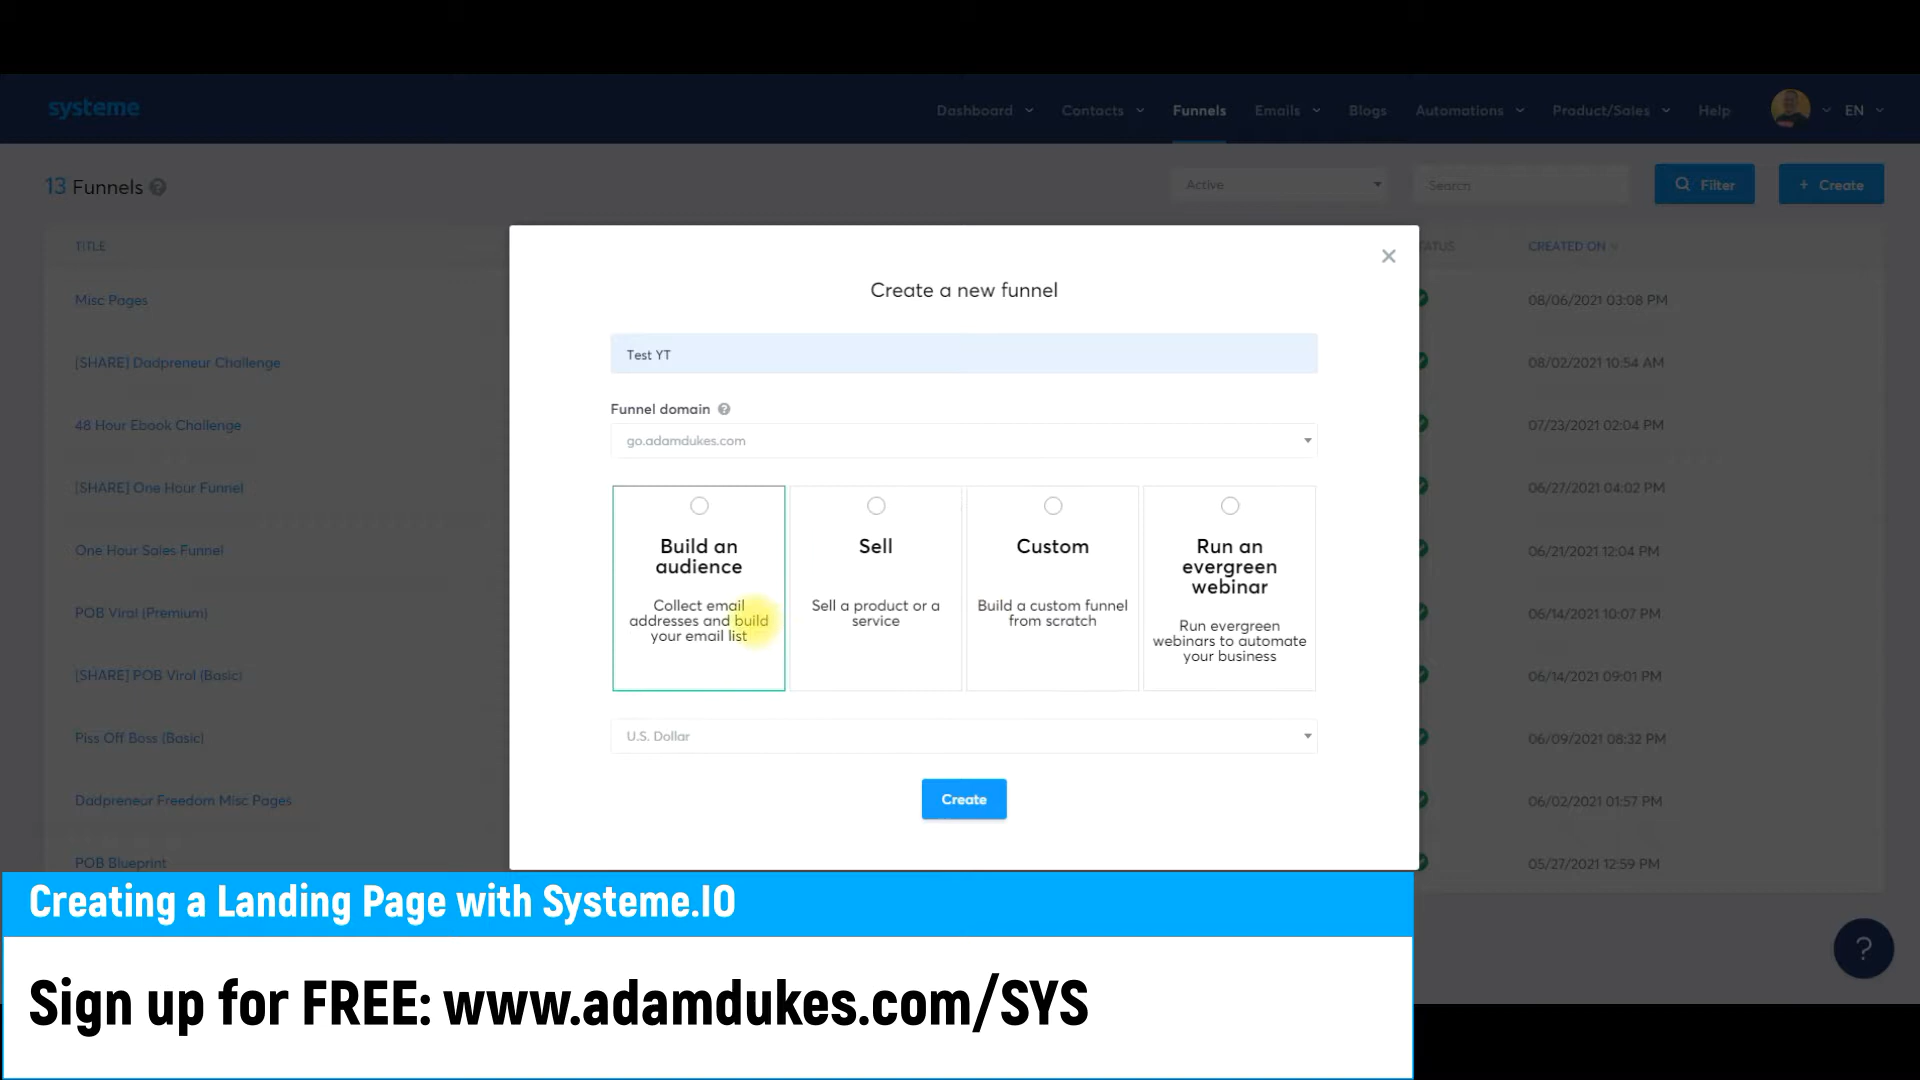 systeme
Dashboard Contacts Funnels Emails Blogs Automations Product/Sales Help EN
13 Funnels ?
Active
Search
Filter
+ Create
TITLE
STATUS
CREATED ON
Misc Pages
08/06/2021 03:08 PM
[SHARE] Dadpreneur Challenge
08/02/2021 10:54 AM
48 Hour Ebook Challenge
07/23/2021 02:04 PM
[SHARE] One Hour Funnel
06/27/2021 04:02 PM
One Hour Sales Funnel
06/21/2021 12:04 PM
POB Viral (Premium)
06/14/2021 10:07 PM
[SHARE] POB Viral (Basic)
06/14/2021 09:01 PM
Piss Off Boss (Basic)
06/09/2021 08:32 PM
Dadpreneur Freedom Misc Pages
06/02/2021 01:57 PM
POB Blueprint
05/27/2021 12:59 PM
Create a new funnel
Test YT
Funnel domain ?
go.adamdukes.com
Build an
audience
Collect email
addresses and build
your email list
Sell
Sell a product or a
service
Custom
Build a custom funnel
from scratch
Run an
evergreen
webinar
Run evergreen
webinars to automate
your business
U.S. Dollar
Create
?
Creating a Landing Page with Systeme.IO
Sign up for FREE: www.adamdukes.com/SYS